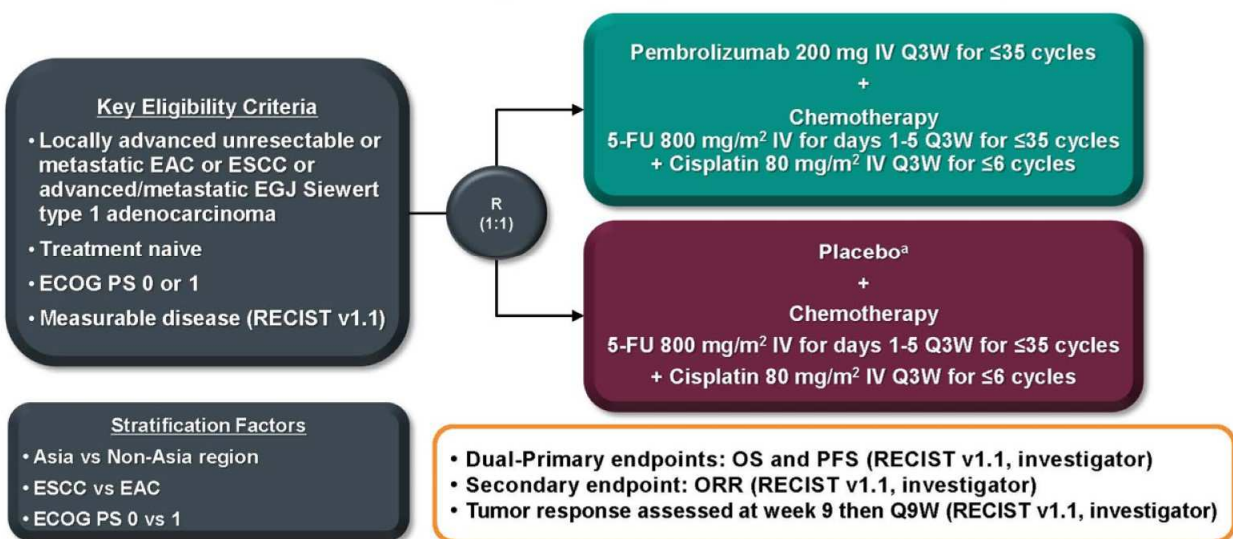 Key Eligibility Criteria
• Locally advanced unresectable or
metastatic EAC or ESCC or
advanced/metastatic EGJ Siewert
type 1 adenocarcinoma
• Treatment naive
• ECOG PS 0 or 1
• Measurable disease (RECIST v1.1)
R
(1:1)
Pembrolizumab 200 mg IV Q3W for ≤35 cycles
+
Chemotherapy
5-FU 800 mg/m² IV for days 1-5 Q3W for ≤35 cycles
+ Cisplatin 80 mg/m² IV Q3W for ≤6 cycles
Placeboᵃ
+
Chemotherapy
5-FU 800 mg/m² IV for days 1-5 Q3W for ≤35 cycles
+ Cisplatin 80 mg/m² IV Q3W for ≤6 cycles
Stratification Factors
• Asia vs Non-Asia region
• ESCC vs EAC
• ECOG PS 0 vs 1
• Dual-Primary endpoints: OS and PFS (RECIST v1.1, investigator)
• Secondary endpoint: ORR (RECIST v1.1, investigator)
• Tumor response assessed at week 9 then Q9W (RECIST v1.1, investigator)